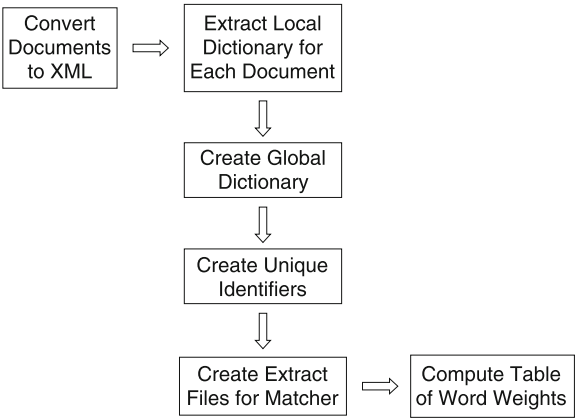 Convert
Documents
to XML
Extract Local
Dictionary for
Each Document
Create Global
Dictionary
Create Unique
Identifiers
Create Extract
Files for Matcher
Compute Table
of Word Weights